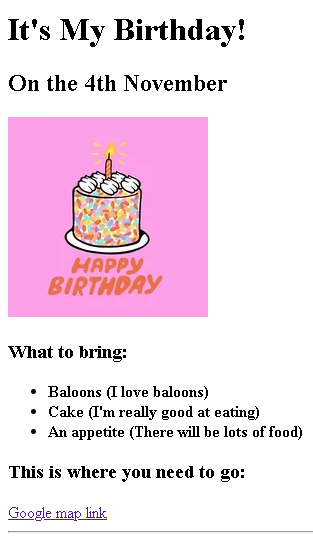 It's My Birthday!
On the 4th November
HAPPY
BIRTHDAY
What to bring:
Baloons (I love baloons)
Cake (I'm really good at eating)
An appetite (There will be lots of food)
This is where you need to go:
Google map link